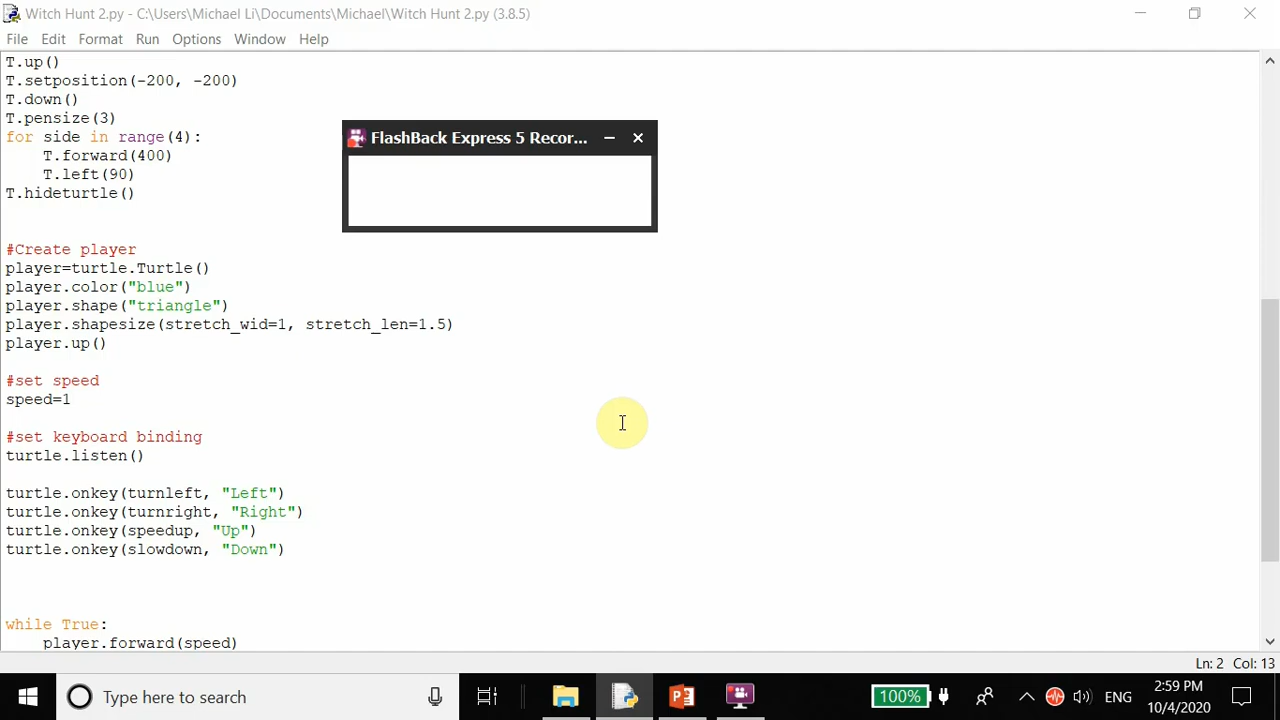 Witch Hunt 2.py - C:\Users\Michael Li\Documents\Michael\Witch Hunt 2.py (3.8.5)
File Edit Format Run Options Window Help
T.up()
T.setposition(-200, -200)
T.down()
T.pensize(3)
for side in range(4):
    T.forward(400)
    T.left(90)
T.hideturtle()
FlashBack Express 5 Recor...
#Create player
player=turtle.Turtle()
player.color("blue")
player.shape("triangle")
player.shapesize(stretch_wid=1, stretch_len=1.5)
player.up()
#set speed
speed=1
#set keyboard binding
turtle.listen()
turtle.onkey(turnleft, "Left")
turtle.onkey(turnright, "Right")
turtle.onkey(speedup, "Up")
turtle.onkey(slowdown, "Down")
while True:
    player.forward(speed)
Ln: 2 Col: 13
Type here to search
100%
ENG
2:59 PM
10/4/2020